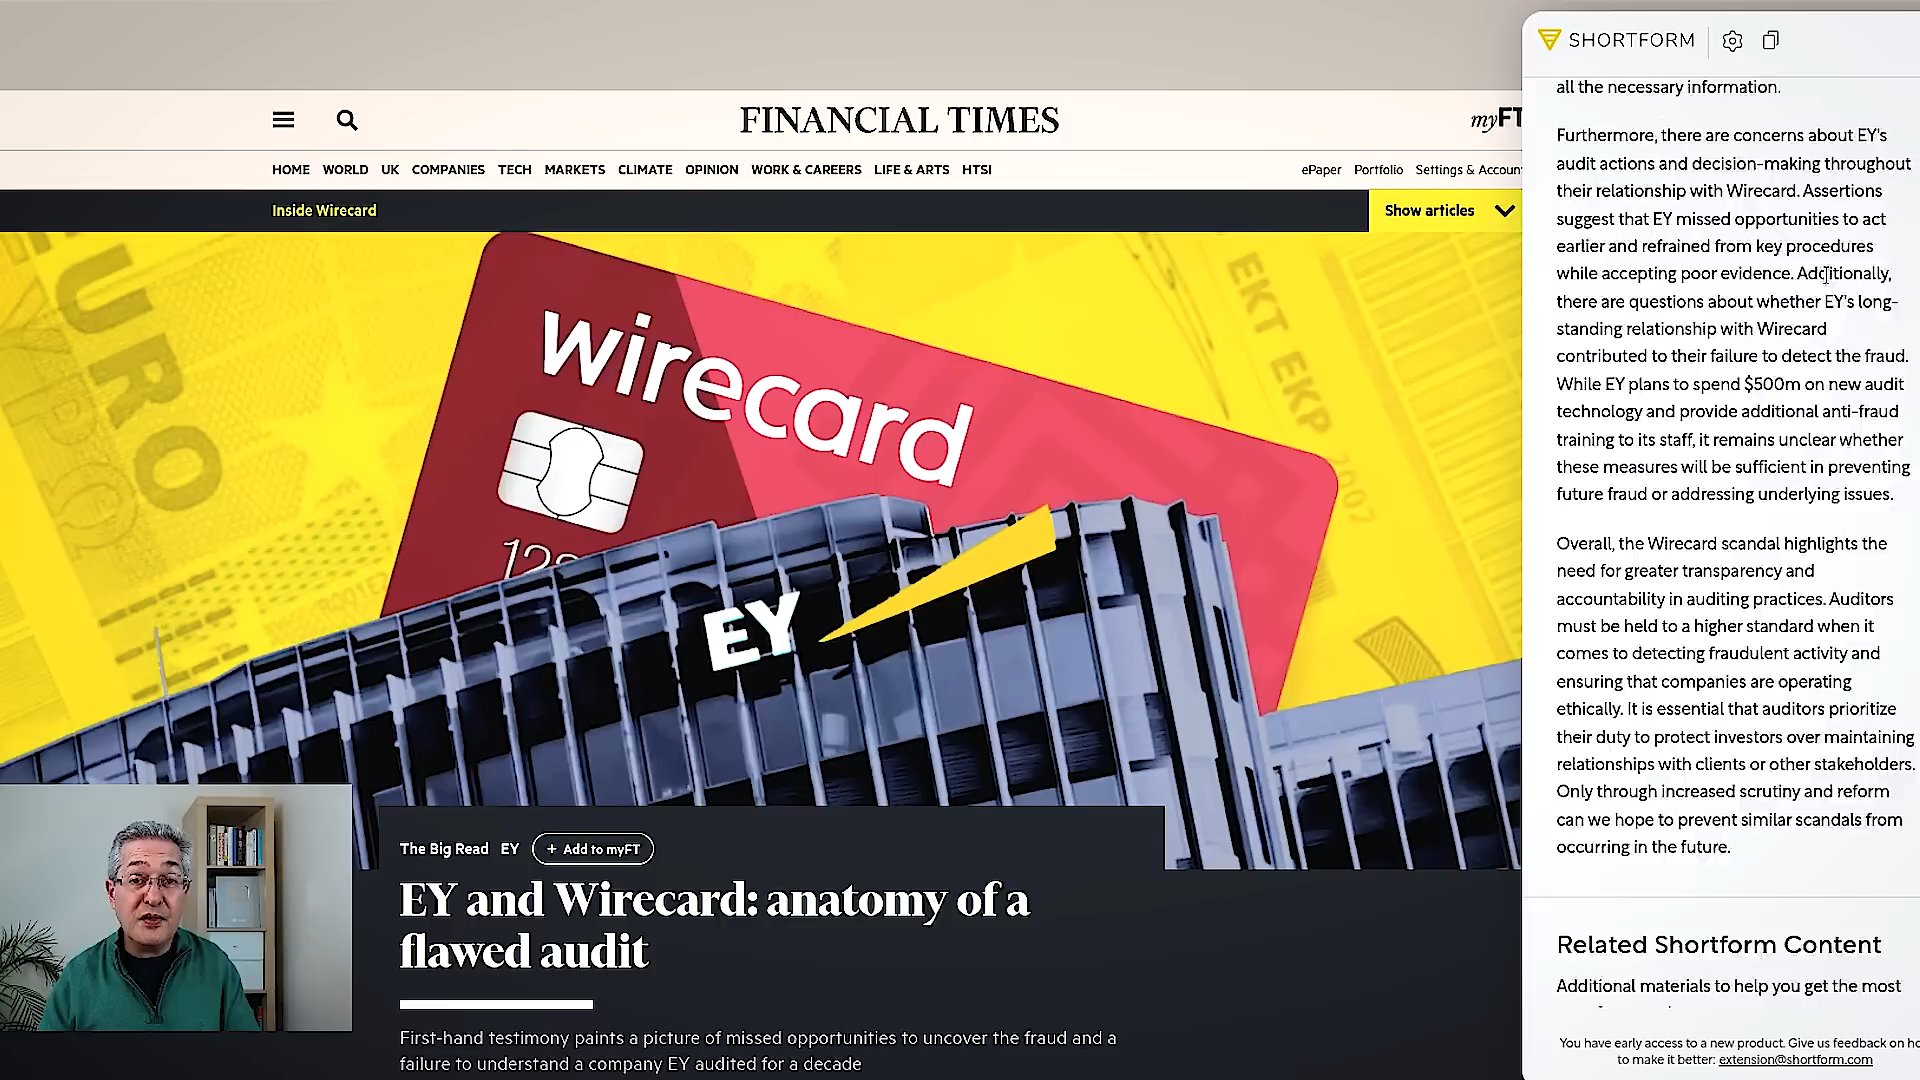 SHORTFORM
all the necessary information.
FINANCIAL TIMES
myFT
HOME WORLD UK COMPANIES TECH MARKETS CLIMATE OPINION WORK & CAREERS LIFE & ARTS HTSI
ePaper Portfolio Settings & Accoun
Inside Wirecard
Show articles
EURO
EKT EKP 2002
wirecard
EY
The Big Read EY + Add to myFT
EY and Wirecard: anatomy of a
flawed audit
First-hand testimony paints a picture of missed opportunities to uncover the fraud and a
failure to understand a company EY audited for a decade
Furthermore, there are concerns about EY's
audit actions and decision-making throughout
their relationship with Wirecard. Assertions
suggest that EY missed opportunities to act
earlier and refrained from key procedures
while accepting poor evidence. Additionally,
there are questions about whether EY's long-
standing relationship with Wirecard
contributed to their failure to detect the fraud.
While EY plans to spend $500m on new audit
technology and provide additional anti-fraud
training to its staff, it remains unclear whether
these measures will be sufficient in preventing
future fraud or addressing underlying issues.
Overall, the Wirecard scandal highlights the
need for greater transparency and
accountability in auditing practices. Auditors
must be held to a higher standard when it
comes to detecting fraudulent activity and
ensuring that companies are operating
ethically. It is essential that auditors prioritize
their duty to protect investors over maintaining
relationships with clients or other stakeholders.
Only through increased scrutiny and reform
can we hope to prevent similar scandals from
occurring in the future.
Related Shortform Content
Additional materials to help you get the most
You have early access to a new product. Give us feedback on ho
to make it better: extension@shortform.com